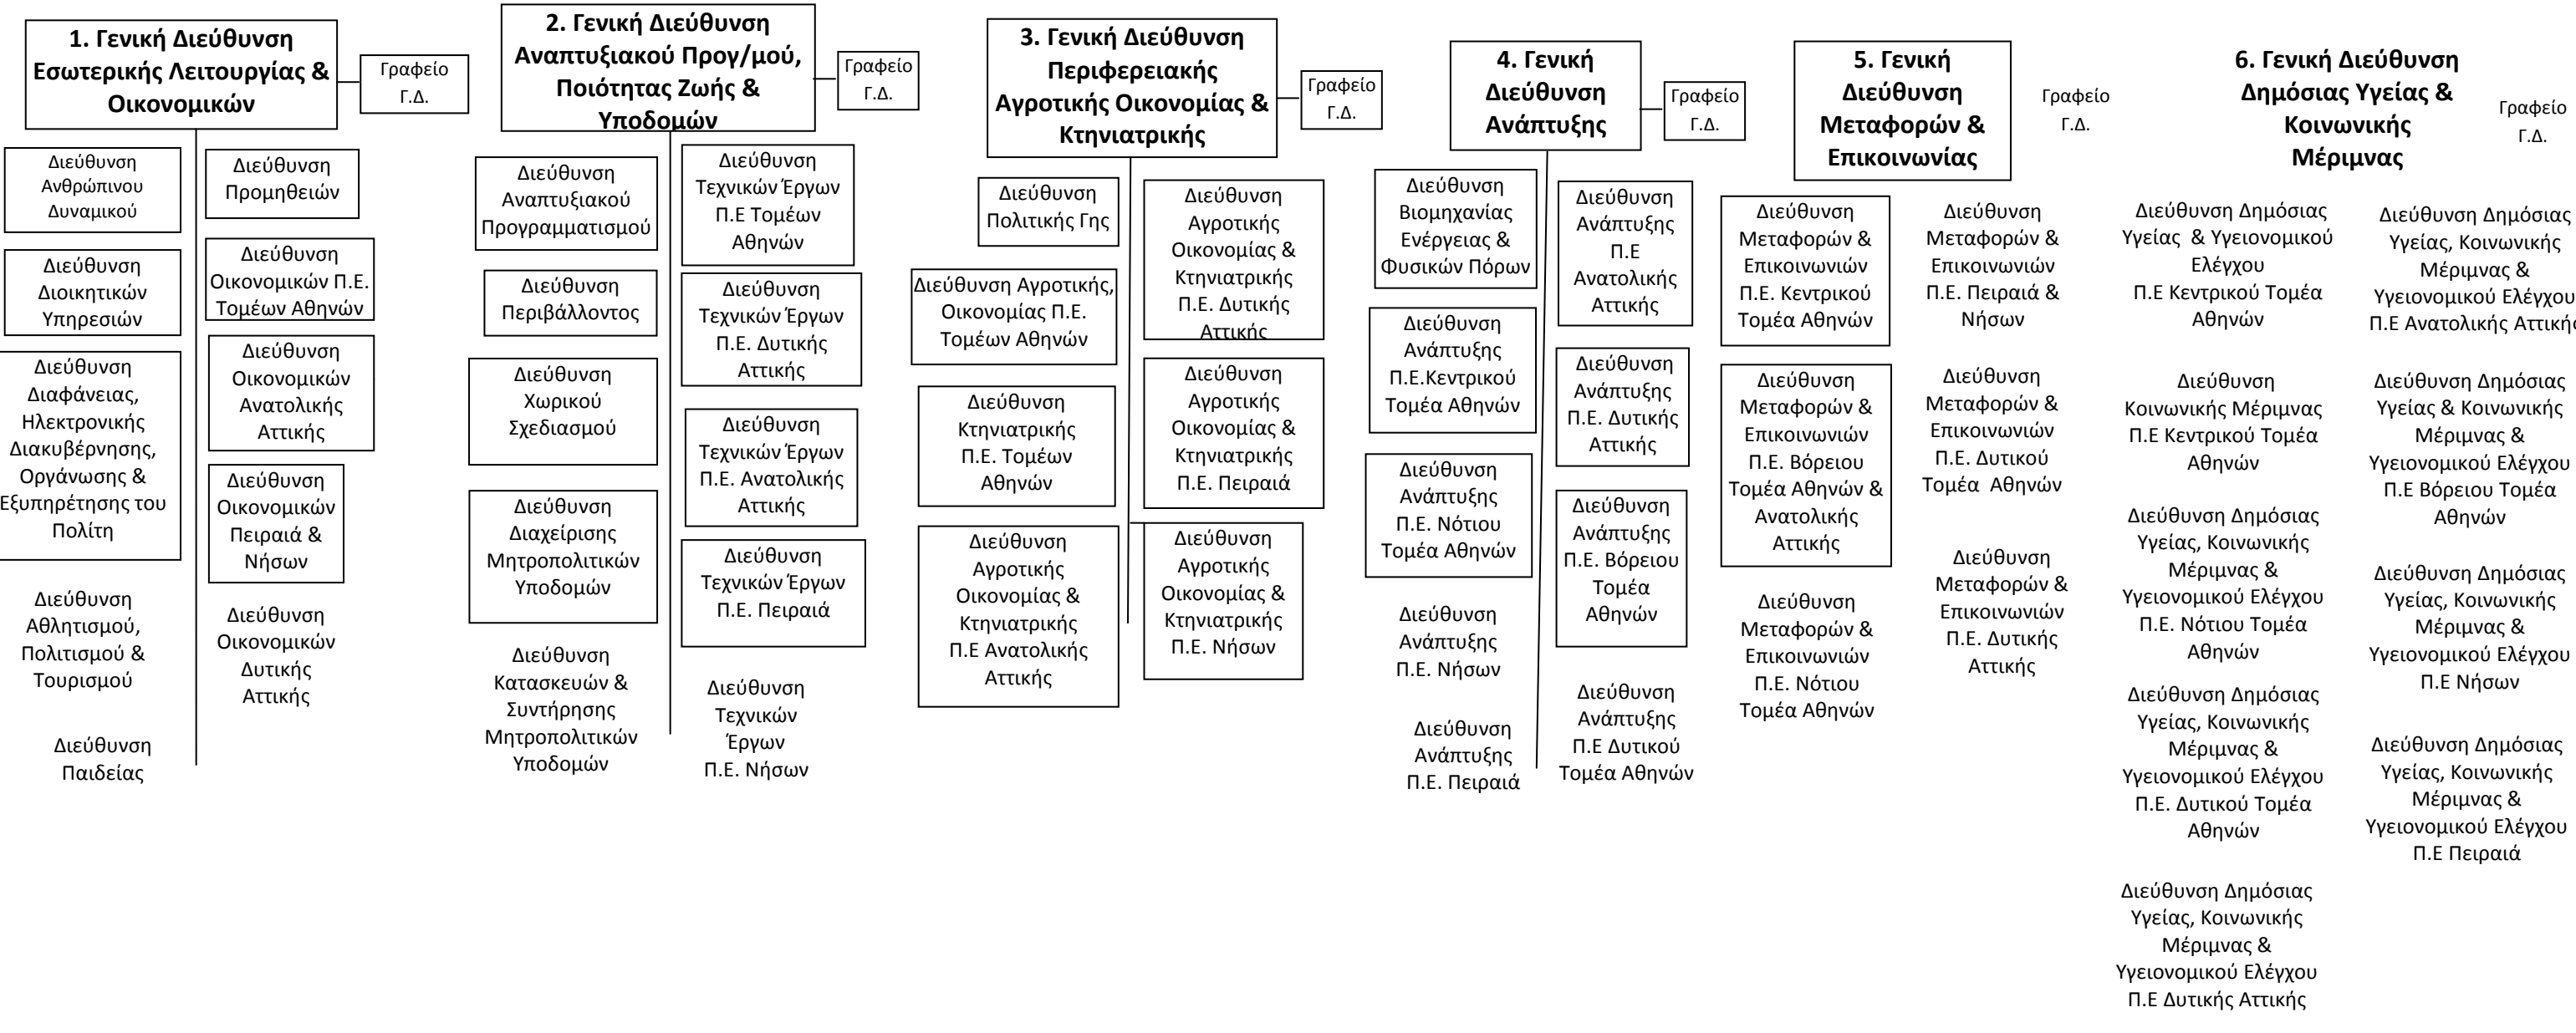 1. Γενική Διεύθυνση
Εσωτερικής Λειτουργίας &
Οικονομικών
Γραφείο
Γ.Δ.
Διεύθυνση
Ανθρώπινου
Δυναμικού
Διεύθυνση
Διοικητικών
Υπηρεσιών
Διεύθυνση
Διαφάνειας,
Ηλεκτρονικής
Διακυβέρνησης,
Οργάνωσης &
Εξυπηρέτησης του
Πολίτη
Διεύθυνση
Αθλητισμού,
Πολιτισμού &
Τουρισμού
Διεύθυνση
Παιδείας
Διεύθυνση
Προμηθειών
Διεύθυνση
Οικονομικών Π.Ε.
Τομέων Αθηνών
Διεύθυνση
Οικονομικών
Ανατολικής
Αττικής
Διεύθυνση
Οικονομικών
Πειραιά &
Νήσων
Διεύθυνση
Οικονομικών
Δυτικής
Αττικής
2. Γενική Διεύθυνση
Αναπτυξιακού Προγ/μού,
Ποιότητας Ζωής &
Υποδομών
Γραφείο
Γ.Δ.
Διεύθυνση
Αναπτυξιακού
Προγραμματισμού
Διεύθυνση
Περιβάλλοντος
Διεύθυνση
Χωρικού
Σχεδιασμού
Διεύθυνση
Διαχείρισης
Μητροπολιτικών
Υποδομών
Διεύθυνση
Κατασκευών &
Συντήρησης
Μητροπολιτικών
Υποδομών
Διεύθυνση
Τεχνικών Έργων
Π.Ε Τομέων
Αθηνών
Διεύθυνση
Τεχνικών Έργων
Π.Ε. Δυτικής
Αττικής
Διεύθυνση
Τεχνικών Έργων
Π.Ε. Ανατολικής
Αττικής
Διεύθυνση
Τεχνικών Έργων
Π.Ε. Πειραιά
Διεύθυνση
Τεχνικών
Έργων
Π.Ε. Νήσων
3. Γενική Διεύθυνση
Περιφερειακής
Αγροτικής Οικονομίας &
Κτηνιατρικής
Γραφείο
Γ.Δ.
Διεύθυνση
Πολιτικής Γης
Διεύθυνση Αγροτικής,
Οικονομίας Π.Ε.
Τομέων Αθηνών
Διεύθυνση
Κτηνιατρικής
Π.Ε. Τομέων
Αθηνών
Διεύθυνση
Αγροτικής
Οικονομίας &
Κτηνιατρικής
Π.Ε Ανατολικής
Αττικής
Διεύθυνση
Αγροτικής
Οικονομίας &
Κτηνιατρικής
Π.Ε. Δυτικής
Αττικής
Διεύθυνση
Αγροτικής
Οικονομίας &
Κτηνιατρικής
Π.Ε. Πειραιά
Διεύθυνση
Αγροτικής
Οικονομίας &
Κτηνιατρικής
Π.Ε. Νήσων
4. Γενική
Διεύθυνση
Ανάπτυξης
Γραφείο
Γ.Δ.
Διεύθυνση
Βιομηχανίας
Ενέργειας &
Φυσικών Πόρων
Διεύθυνση
Ανάπτυξης
Π.Ε.Κεντρικού
Τομέα Αθηνών
Διεύθυνση
Ανάπτυξης
Π.Ε. Νότιου
Τομέα Αθηνών
Διεύθυνση
Ανάπτυξης
Π.Ε. Νήσων
Διεύθυνση
Ανάπτυξης
Π.Ε. Πειραιά
Διεύθυνση
Ανάπτυξης
Π.Ε
Ανατολικής
Αττικής
Διεύθυνση
Ανάπτυξης
Π.Ε. Δυτικής
Αττικής
Διεύθυνση
Ανάπτυξης
Π.Ε. Βόρειου
Τομέα
Αθηνών
Διεύθυνση
Ανάπτυξης
Π.Ε Δυτικού
Τομέα Αθηνών
5. Γενική
Διεύθυνση
Μεταφορών &
Επικοινωνίας
Γραφείο
Γ.Δ.
Διεύθυνση
Μεταφορών &
Επικοινωνιών
Π.Ε. Κεντρικού
Τομέα Αθηνών
Διεύθυνση
Μεταφορών &
Επικοινωνιών
Π.Ε. Βόρειου
Τομέα Αθηνών &
Ανατολικής
Αττικής
Διεύθυνση
Μεταφορών &
Επικοινωνιών
Π.Ε. Νότιου
Τομέα Αθηνών
Διεύθυνση
Μεταφορών &
Επικοινωνιών
Π.Ε. Πειραιά &
Νήσων
Διεύθυνση
Μεταφορών &
Επικοινωνιών
Π.Ε. Δυτικού
Τομέα Αθηνών
Διεύθυνση
Μεταφορών &
Επικοινωνιών
Π.Ε. Δυτικής
Αττικής
6. Γενική Διεύθυνση
Δημόσιας Υγείας &
Κοινωνικής
Μέριμνας
Γραφείο
Γ.Δ.
Διεύθυνση Δημόσιας
Υγείας & Υγειονομικού
Ελέγχου
Π.Ε Κεντρικού Τομέα
Αθηνών
Διεύθυνση
Κοινωνικής Μέριμνας
Π.Ε Κεντρικού Τομέα
Αθηνών
Διεύθυνση Δημόσιας
Υγείας, Κοινωνικής
Μέριμνας &
Υγειονομικού Ελέγχου
Π.Ε. Νότιου Τομέα
Αθηνών
Διεύθυνση Δημόσιας
Υγείας, Κοινωνικής
Μέριμνας &
Υγειονομικού Ελέγχου
Π.Ε. Δυτικού Τομέα
Αθηνών
Διεύθυνση Δημόσιας
Υγείας, Κοινωνικής
Μέριμνας &
Υγειονομικού Ελέγχου
Π.Ε Δυτικής Αττικής
Διεύθυνση Δημόσιας
Υγείας, Κοινωνικής
Μέριμνας &
Υγειονομικού Ελέγχου
Π.Ε Ανατολικής Αττικής
Διεύθυνση Δημόσιας
Υγείας & Κοινωνικής
Μέριμνας &
Υγειονομικού Ελέγχου
Π.Ε Βόρειου Τομέα
Αθηνών
Διεύθυνση Δημόσιας
Υγείας, Κοινωνικής
Μέριμνας &
Υγειονομικού Ελέγχου
Π.Ε Νήσων
Διεύθυνση Δημόσιας
Υγείας, Κοινωνικής
Μέριμνας &
Υγειονομικού Ελέγχου
Π.Ε Πειραιά